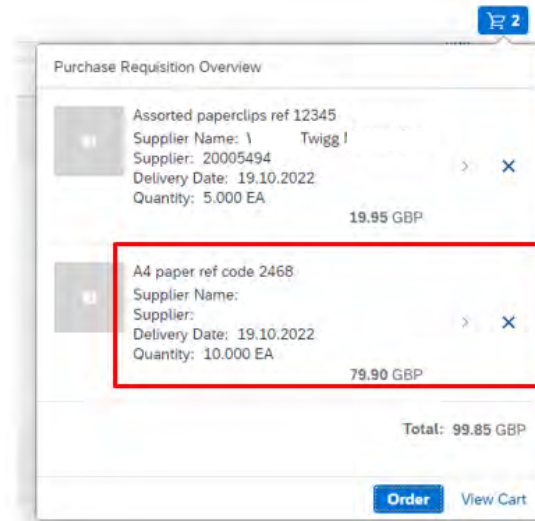 2
Purchase Requisition Overview
Assorted paperclips ref 12345
Supplier Name: \ Twigg
Supplier: 20005494
Delivery Date: 19.10.2022
Quantity: 5.000 EA
19.95 GBP
A4 paper ref code 2468
Supplier Name:
Supplier:
Delivery Date: 19.10.2022
Quantity: 10.000 EA
79.90 GBP
Total: 99.85 GBP
Order View Cart